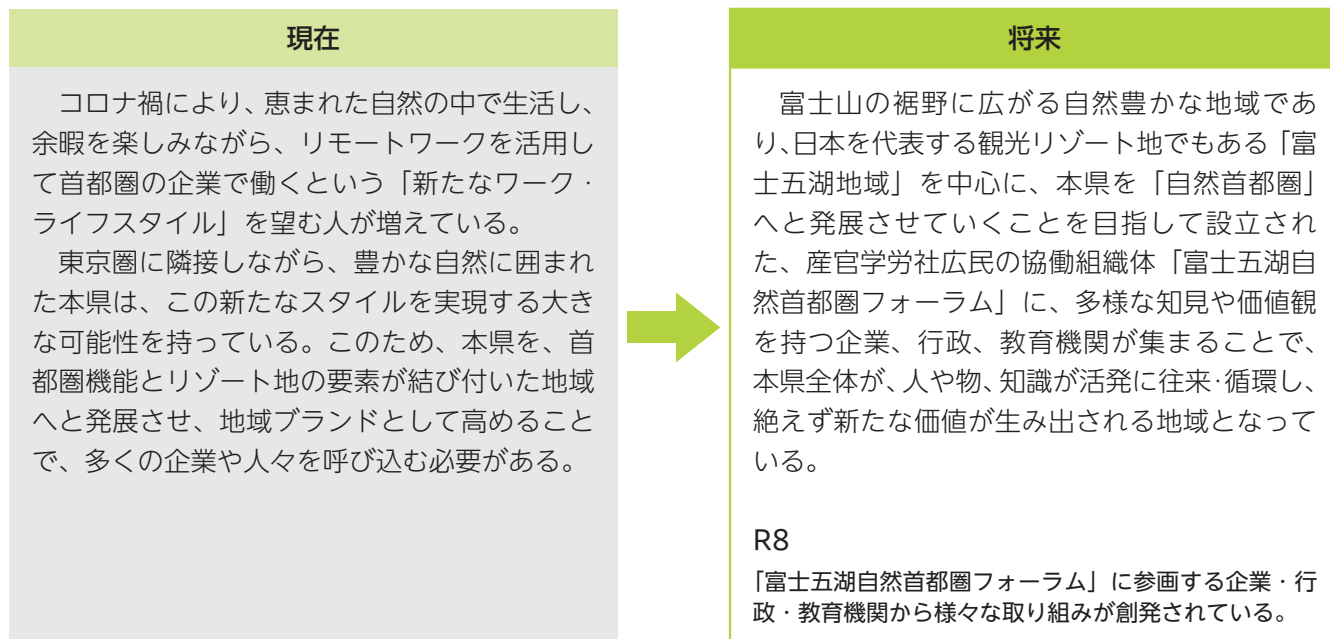 現在
コロナ禍により、恵まれた自然の中で生活し、
余暇を楽しみながら、リモートワークを活用し
て首都圏の企業で働くという「新たなワーク・
ライフスタイル」を望む人が増えている。
東京圏に隣接しながら、豊かな自然に囲まれ
た本県は、この新たなスタイルを実現する大き
な可能性を持っている。このため、本県を、首
都圏機能とリゾート地の要素が結び付いた地域
へと発展させ、地域ブランドとして高めること
で、多くの企業や人々を呼び込む必要がある。
将来
富士山の裾野に広がる自然豊かな地域であ
り、日本を代表する観光リゾート地でもある「富
士五湖地域」を中心に、本県を「自然首都圏」
へと発展させていくことを目指して設立され
た、産官学労社広民の協働組織体「富士五湖自
然首都圏フォーラム」に、多様な知見や価値観
を持つ企業、行政、教育機関が集まることで、
本県全体が、人や物、知識が活発に往来・循環し、
絶えず新たな価値が生み出される地域となって
いる。
R8
「富士五湖自然首都圏フォーラム」に参画する企業・行
政・教育機関から様々な取り組みが創発されている。